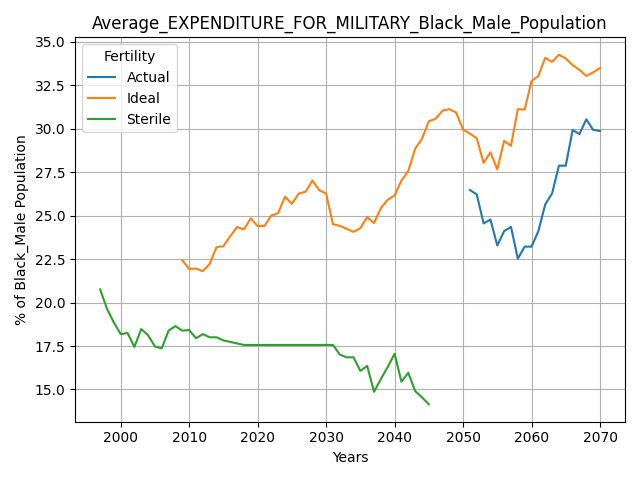 Average_EXPENDITURE_FOR_MILITARY_Black_Male_Population
35.0
32.5
30.0
27.5
25.0
22.5
20.0
17.5
15.0
% of Black_Male Population
Fertility
Actual
Ideal
Sterile
2000 2010 2020 2030 2040 2050 2060 2070
Years